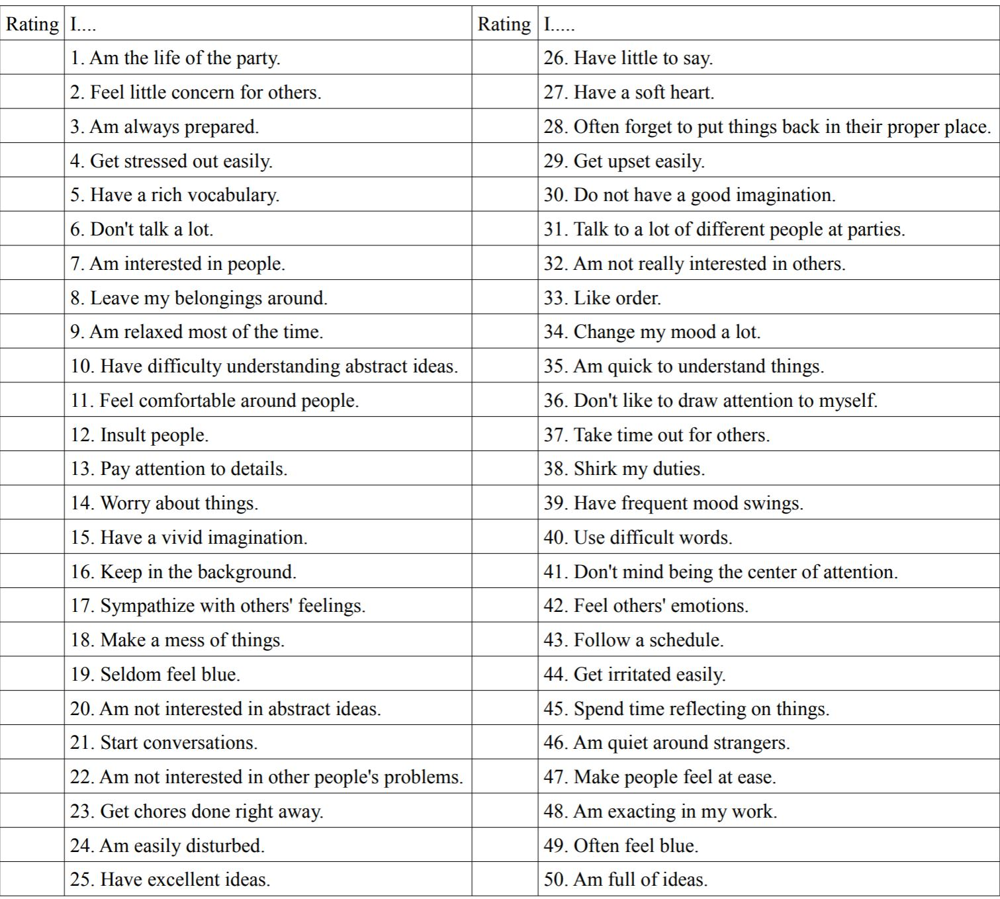 Rating I.... Rating I.....
1. Am the life of the party. 26. Have little to say.
2. Feel little concern for others. 27. Have a soft heart.
3. Am always prepared. 28. Often forget to put things back in their proper place.
4. Get stressed out easily. 29. Get upset easily.
5. Have a rich vocabulary. 30. Do not have a good imagination.
6. Don't talk a lot. 31. Talk to a lot of different people at parties.
7. Am interested in people. 32. Am not really interested in others.
8. Leave my belongings around. 33. Like order.
9. Am relaxed most of the time. 34. Change my mood a lot.
10. Have difficulty understanding abstract ideas. 35. Am quick to understand things.
11. Feel comfortable around people. 36. Don't like to draw attention to myself.
12. Insult people. 37. Take time out for others.
13. Pay attention to details. 38. Shirk my duties.
14. Worry about things. 39. Have frequent mood swings.
15. Have a vivid imagination. 40. Use difficult words.
16. Keep in the background. 41. Don't mind being the center of attention.
17. Sympathize with others' feelings. 42. Feel others' emotions.
18. Make a mess of things. 43. Follow a schedule.
19. Seldom feel blue. 44. Get irritated easily.
20. Am not interested in abstract ideas. 45. Spend time reflecting on things.
21. Start conversations. 46. Am quiet around strangers.
22. Am not interested in other people's problems. 47. Make people feel at ease.
23. Get chores done right away. 48. Am exacting in my work.
24. Am easily disturbed. 49. Often feel blue.
25. Have excellent ideas. 50. Am full of ideas.